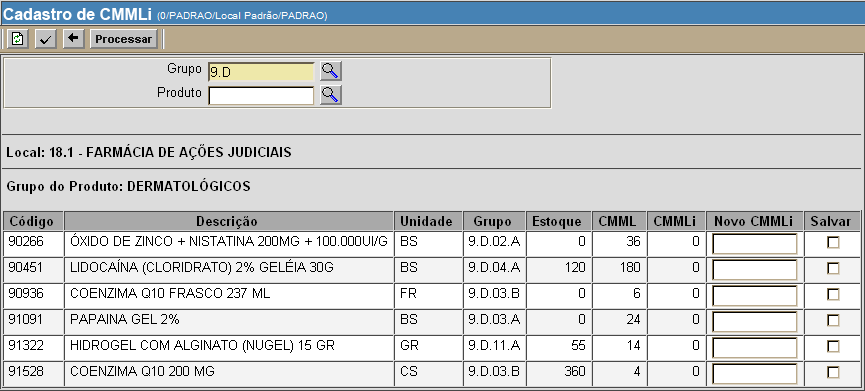 Cadastro de CMMLi (0/PADRAO/Local Padrão/PADRAO)
Processar
Grupo 9.D
Produto
Local: 18.1 - FARMÁCIA DE AÇÕES JUDICIAIS
Grupo do Produto: DERMATOLÓGICOS
Código Descrição Unidade Grupo Estoque CMML CMMLi Novo CMMLi Salvar
90266 ÓXIDO DE ZINCO + NISTATINA 200MG + 100.000UI/G BS 9.D.02.A 0 36 0
90451 LIDOCAÍNA (CLORIDRATO) 2% GELÉIA 30G BS 9.D.04.A 120 180 0
90936 COENZIMA Q10 FRASCO 237 ML FR 9.D.03.B 0 6 0
91091 PAPAINA GEL 2% BS 9.D.03.A 0 24 0
91322 HIDROGEL COM ALGINATO (NUGEL) 15 GR GR 9.D.11.A 55 14 0
91528 COENZIMA Q10 200 MG CS 9.D.03.B 360 4 0